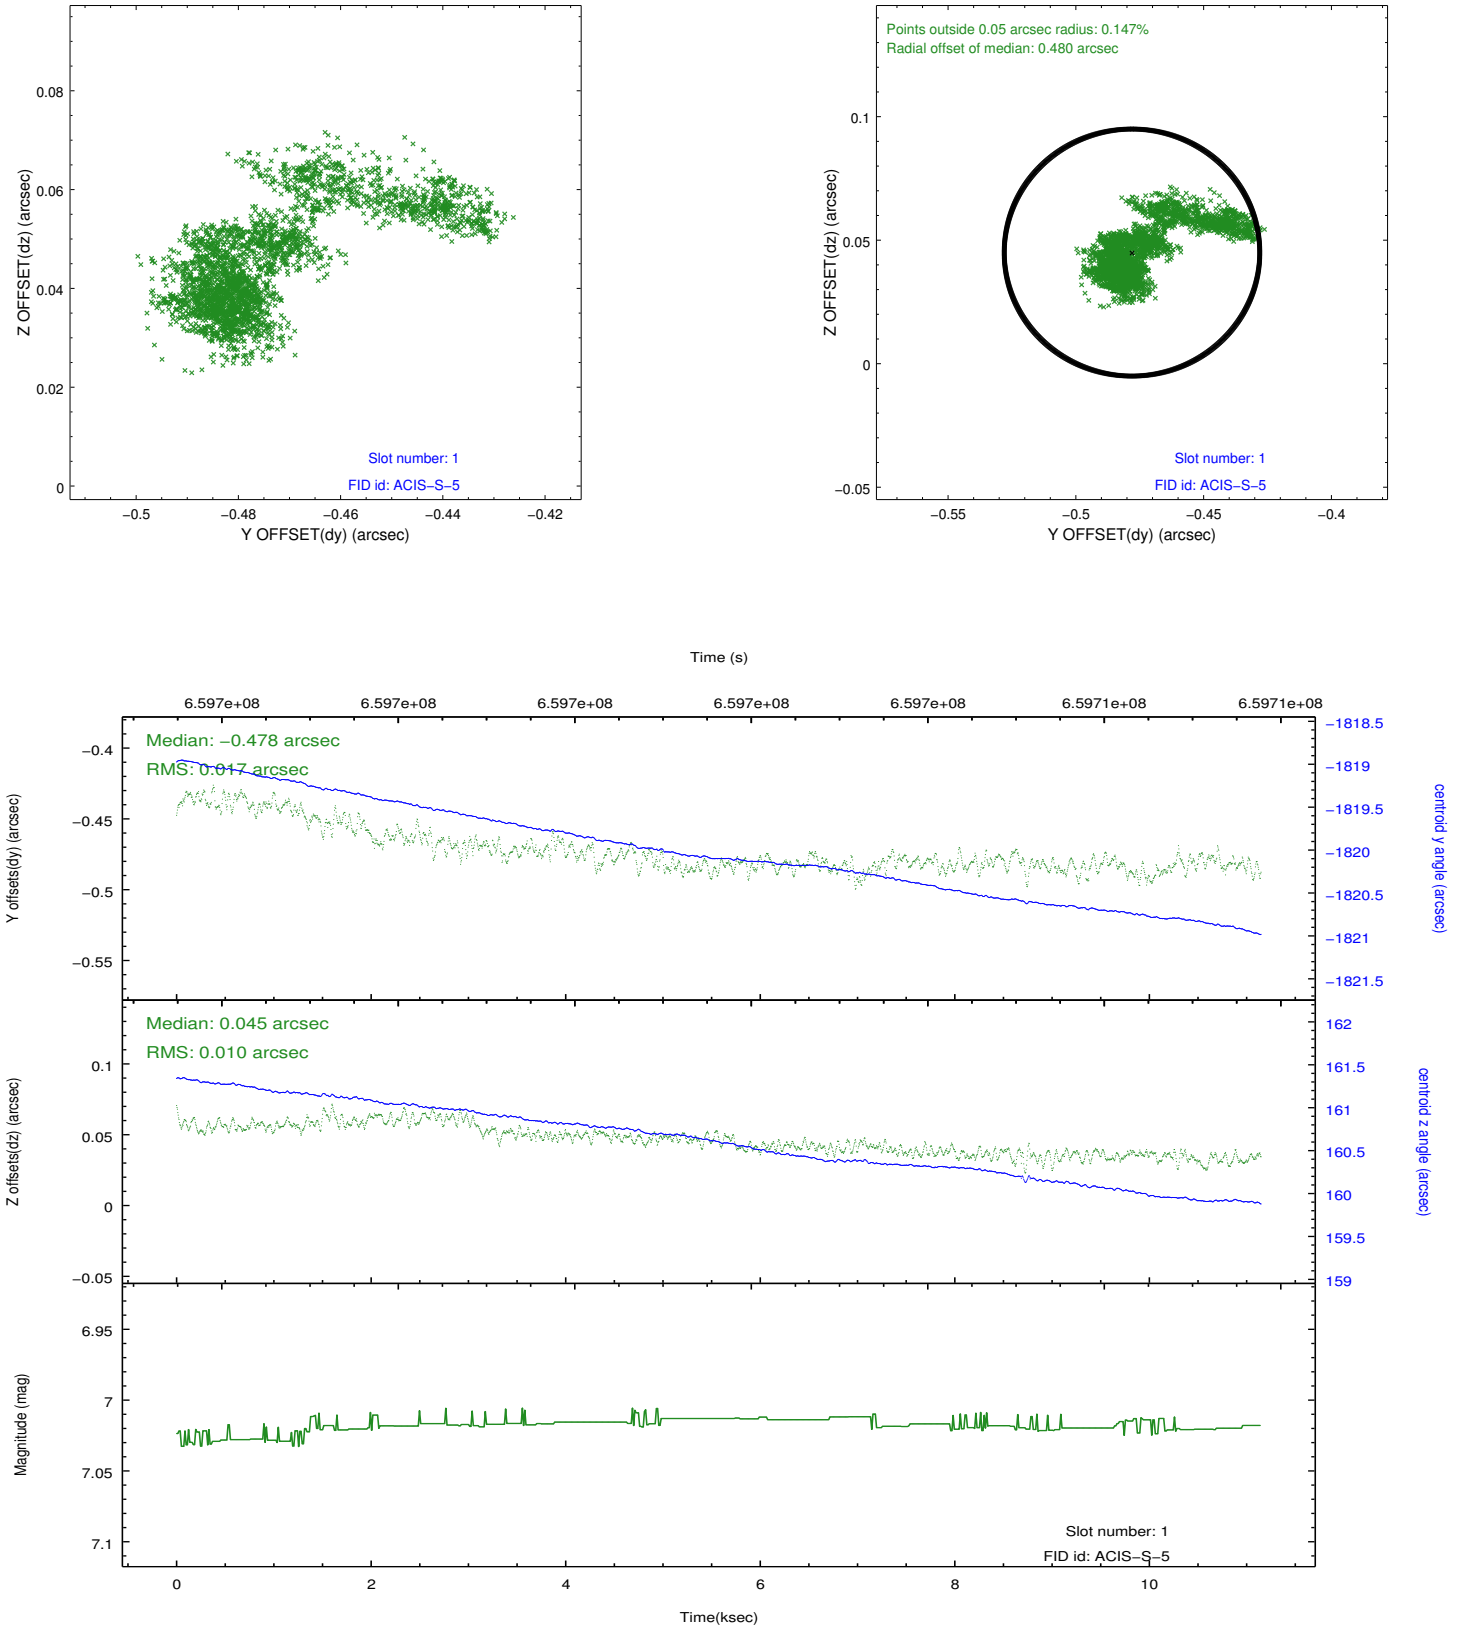 0.08
0.06
0.04
0.02
0
Z OFFSET(dz) (arcsec)
Slot number: 1
FID id: ACIS−S−5
−0.5
−0.48
−0.46
−0.44
−0.42
Y OFFSET(dy) (arcsec)
Points outside 0.05 arcsec radius: 0.147%
Radial offset of median: 0.480 arcsec
0.1
0.05
0
−0.05
Z OFFSET(dz) (arcsec)
Slot number: 1
FID id: ACIS−S−5
−0.55
−0.5
−0.45
−0.4
Y OFFSET(dy) (arcsec)
Time (s)
6.597e+08
6.597e+08
6.597e+08
6.597e+08
6.597e+08
6.5971e+08
6.5971e+08
Median: −0.478 arcsec
RMS: 0.017 arcsec
−0.4
−0.45
−0.5
−0.55
Y offsets(dy) (arcsec)
−1818.5
−1819
−1819.5
−1820
−1820.5
−1821
−1821.5
centroid y angle (arcsec)
Median: 0.045 arcsec
RMS: 0.010 arcsec
0.1
0.05
0
−0.05
Z offsets(dz) (arcsec)
162
161.5
161
160.5
160
159.5
159
centroid z angle (arcsec)
6.95
7
7.05
7.1
Magnitude (mag)
Slot number: 1
FID id: ACIS−S−5
0
2
4
6
8
10
Time(ksec)